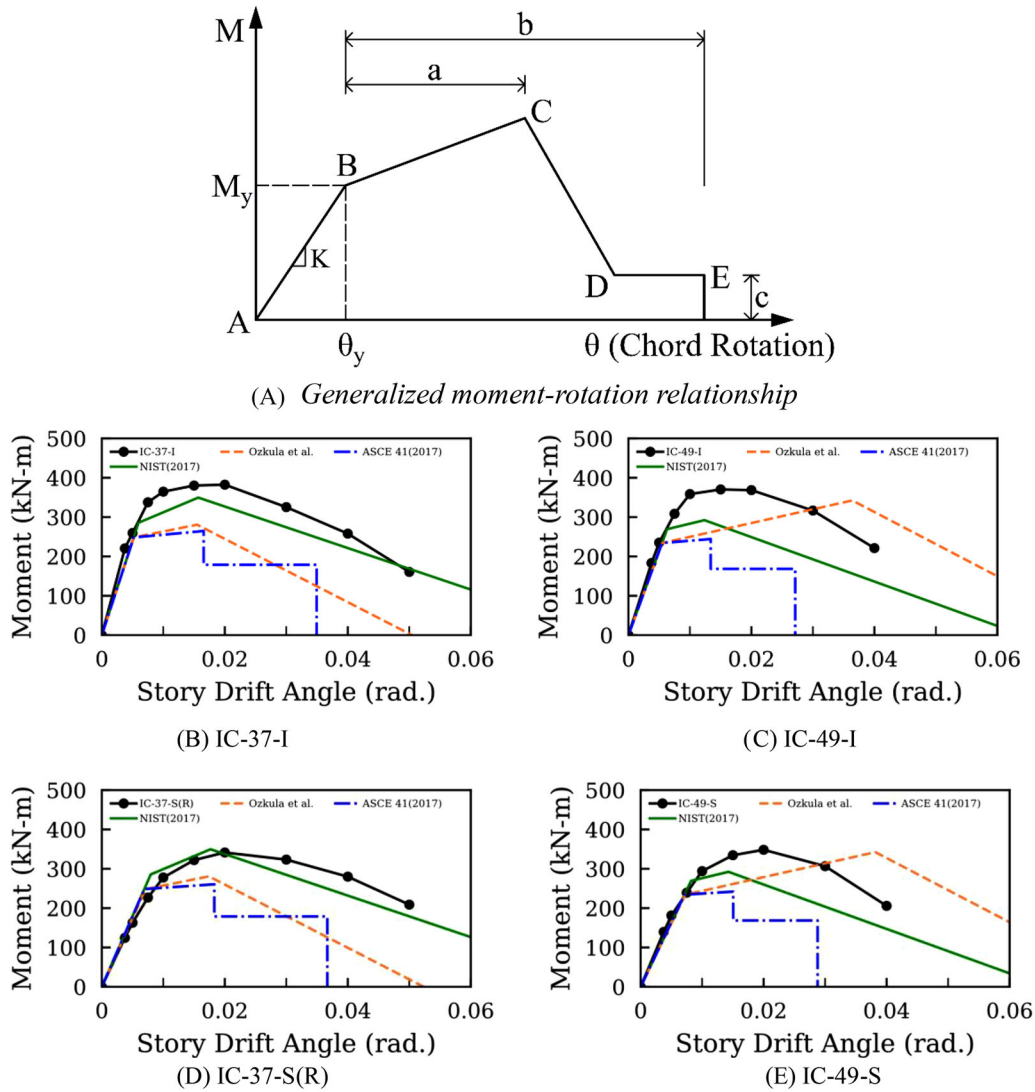 M
b
a
C
B
M_y
K
D
E
c
A
θ_y
θ (Chord Rotation)
(A) Generalized moment-rotation relationship
500
400
300
200
100
0
Moment (kN-m)
IC-37-I
NIST(2017)
Ozkula et al.
ASCE 41(2017)
0
0.02
0.04
0.06
Story Drift Angle (rad.)
(B) IC-37-I
500
400
300
200
100
0
Moment (kN-m)
IC-49-I
NIST(2017)
Ozkula et al.
ASCE 41(2017)
0
0.02
0.04
0.06
Story Drift Angle (rad.)
(C) IC-49-I
500
400
300
200
100
0
Moment (kN-m)
IC-37-S(R)
NIST(2017)
Ozkula et al.
ASCE 41(2017)
0
0.02
0.04
0.06
Story Drift Angle (rad.)
(D) IC-37-S(R)
500
400
300
200
100
0
Moment (kN-m)
IC-49-S
NIST(2017)
Ozkula et al.
ASCE 41(2017)
0
0.02
0.04
0.06
Story Drift Angle (rad.)
(E) IC-49-S